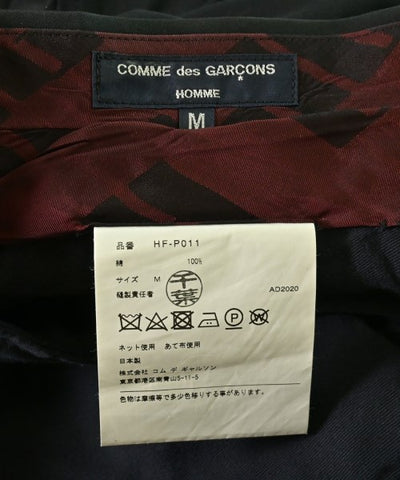 COMME des GARÇONS
HOMME
M
品番 HF-P011
綿 100%
サイズ M
千葉
縫製責任者
AD2020
ネット使用 あて布使用
日本製
株式会社 コム デ ギャルソン
東京都港区南青山5-11-5
色物は摩擦等で多少色移りする事があります。